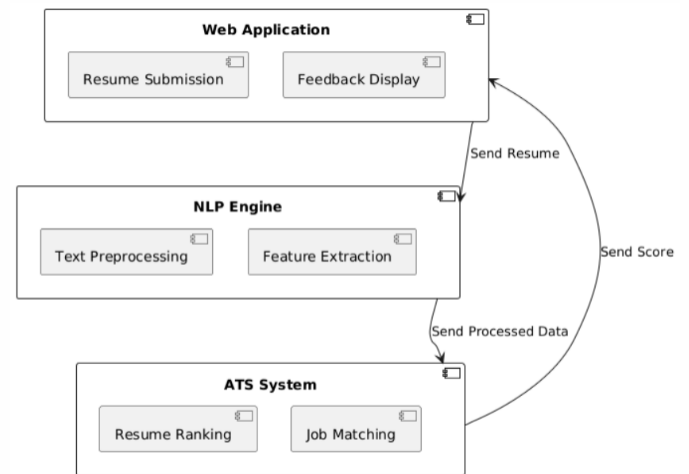 Web Application
Resume Submission
Feedback Display
Send Resume
NLP Engine
Text Preprocessing
Feature Extraction
Send Score
Send Processed Data
ATS System
Resume Ranking
Job Matching